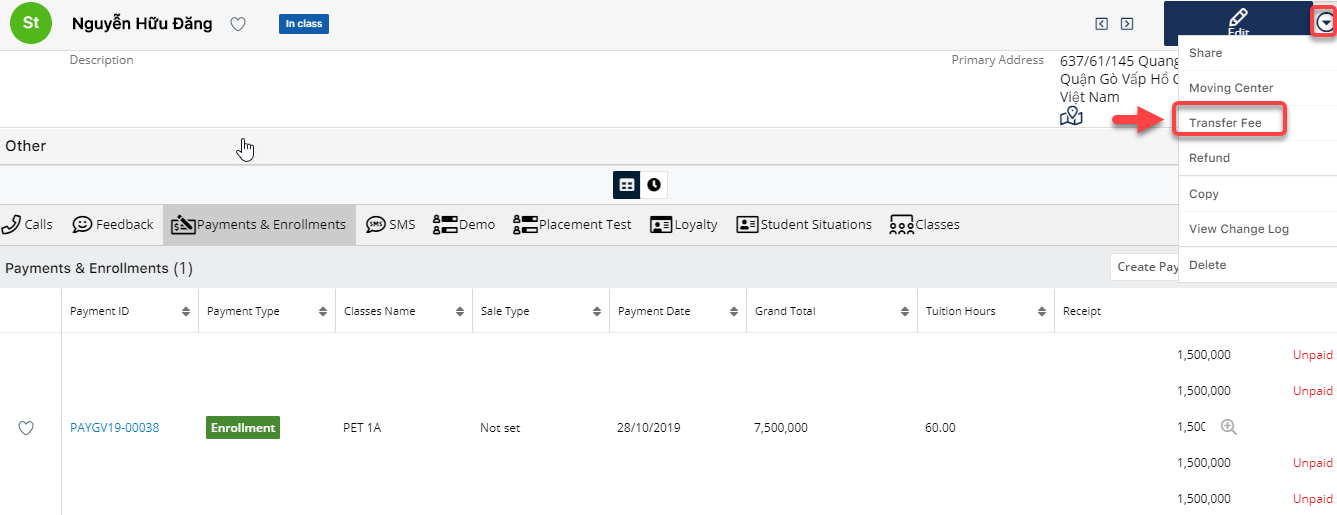 St
Nguyễn Hữu Đăng
In class
Edit
Share
Moving Center
Transfer Fee
Refund
Copy
View Change Log
Delete
Description
Primary Address
637/61/145 Quang
Quận Gò Vấp Hồ
Việt Nam
Other
Calls
Feedback
Payments & Enrollments
SMS
Demo
Placement Test
Loyalty
Student Situations
Classes
Payments & Enrollments (1)
Create Pay
Payment ID
Payment Type
Classes Name
Sale Type
Payment Date
Grand Total
Tuition Hours
Receipt
PAYGV19-00038
Enrollment
PET 1A
Not set
28/10/2019
7,500,000
60.00
1,500,000 Unpaid
1,500,000 Unpaid
1,500
1,500,000 Unpaid
1,500,000 Unpaid